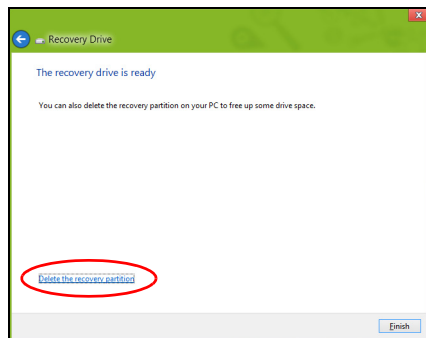 Recovery Drive
The recovery drive is ready
You can also delete the recovery partition on your PC to free up some drive space.
Delete the recovery partition
Finish